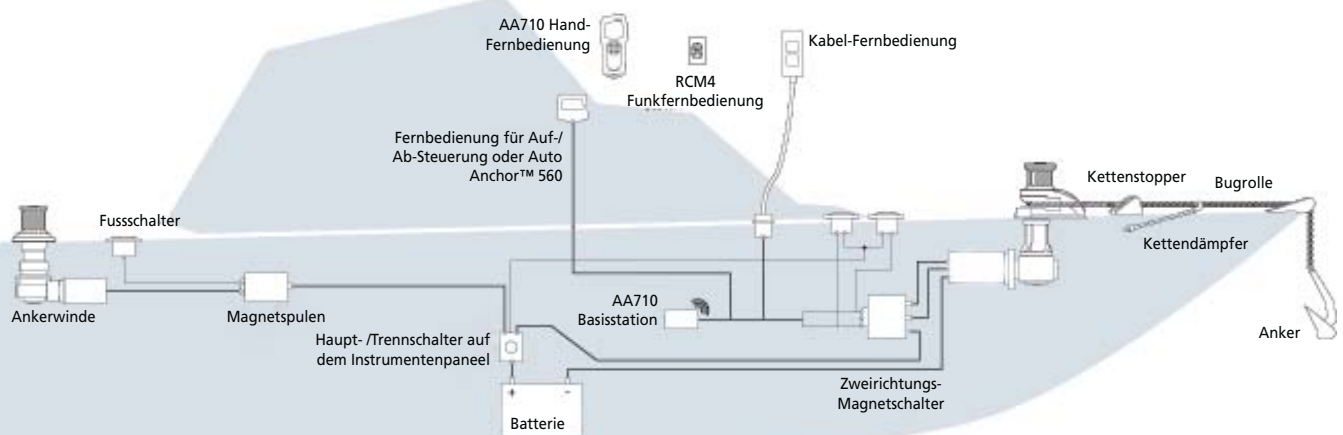 AA710 Hand-
Fernbedienung
RCM4
Funkfernbedienung
Kabel-Fernbedienung
Fernbedienung für Auf-/
Ab-Steuerung oder Auto
Anchor™ 560
Kettenstopper
Bugrolle
Fussschalter
Kettendämpfer
Ankerwinde
Magnetspulen
AA710
Basisstation
Anker
Haupt- /Trennschalter auf
dem Instrumentenpaneel
Zweirichtungs-
Magnetschalter
+ -
Batterie